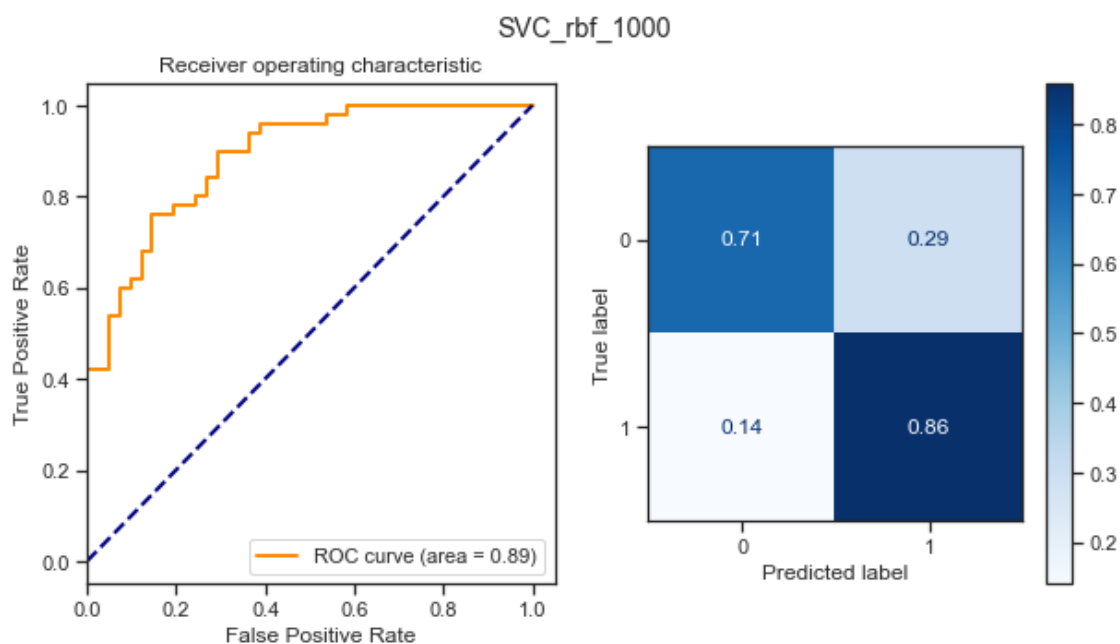 SVC_rbf_1000
Receiver operating characteristic
True Positive Rate
1.0
0.8
0.6
0.4
0.2
0.0
ROC curve (area = 0.89)
0.0 0.2 0.4 0.6 0.8 1.0
False Positive Rate
True label
0
1
0.71 0.29
0.14 0.86
0 1
Predicted label
0.8
0.7
0.6
0.5
0.4
0.3
0.2